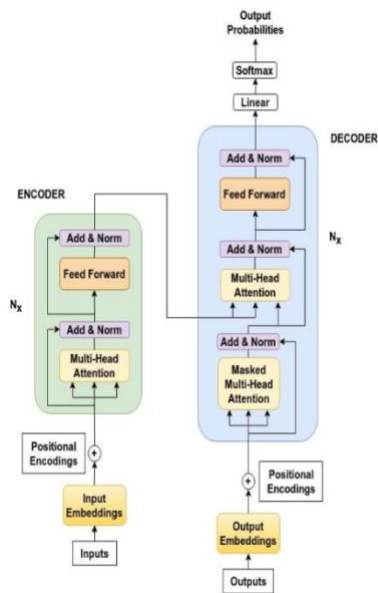 Output
Probabilities
Softmax
Linear
DECODER
Add & Norm
Feed Forward
Add & Norm
Multi-Head
Attention
Nx
Add & Norm
Masked
Multi-Head
Attention
+
Positional
Encodings
Output
Embeddings
Outputs
ENCODER
Add & Norm
Feed Forward
Nx
Add & Norm
Multi-Head
Attention
Positional
Encodings
+
Input
Embeddings
Inputs